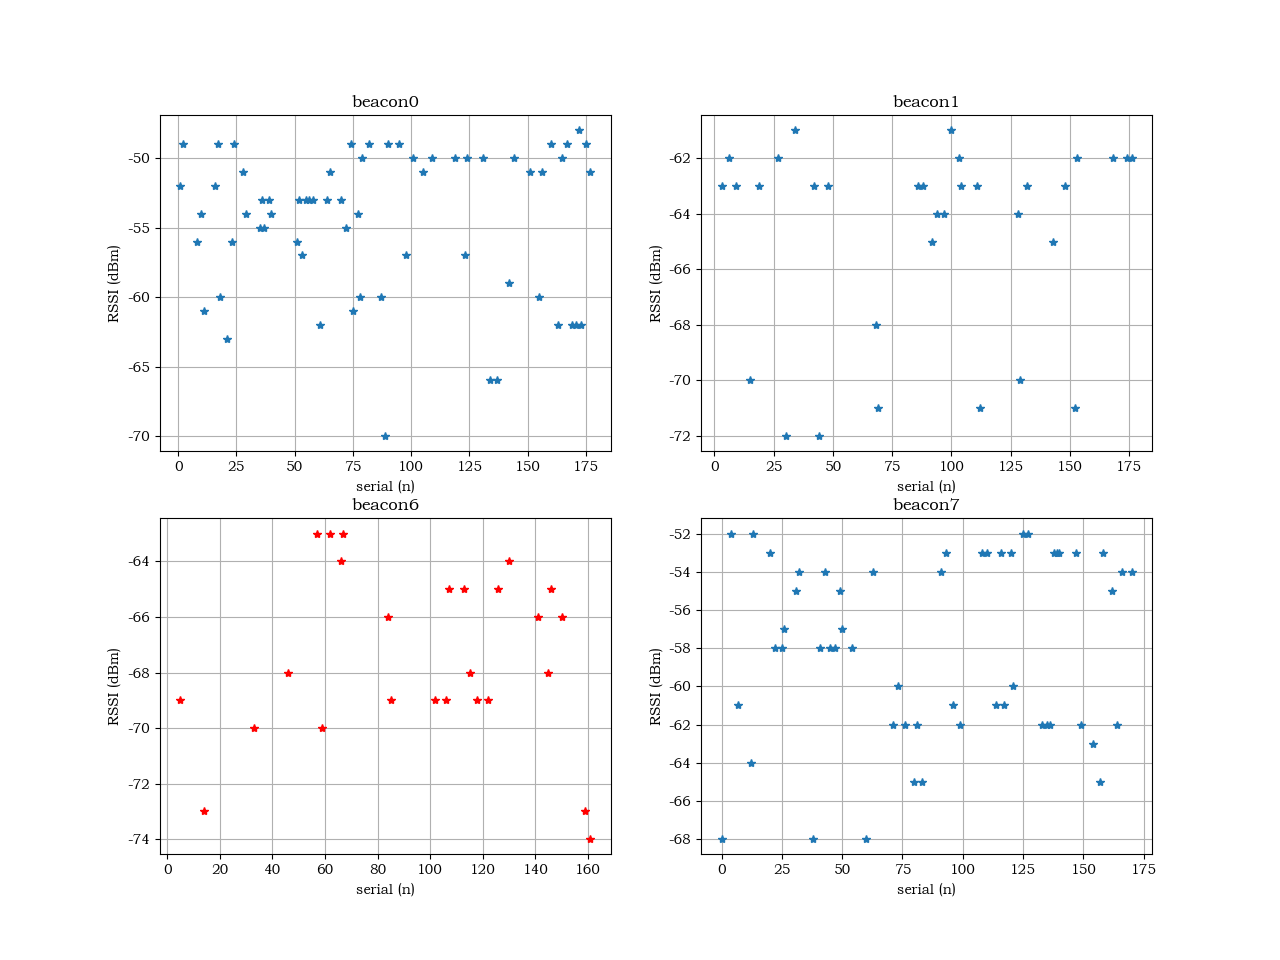 beacon0
-50
-55
-60
-65
-70
RSSI (dBm)
0 25 50 75 100 125 150 175
serial (n)
beacon1
-62
-64
-66
-68
-70
-72
RSSI (dBm)
0 25 50 75 100 125 150 175
serial (n)
beacon6
-64
-66
-68
-70
-72
-74
RSSI (dBm)
0 20 40 60 80 100 120 140 160
serial (n)
beacon7
-52
-54
-56
-58
-60
-62
-64
-66
-68
RSSI (dBm)
0 25 50 75 100 125 150 175
serial (n)